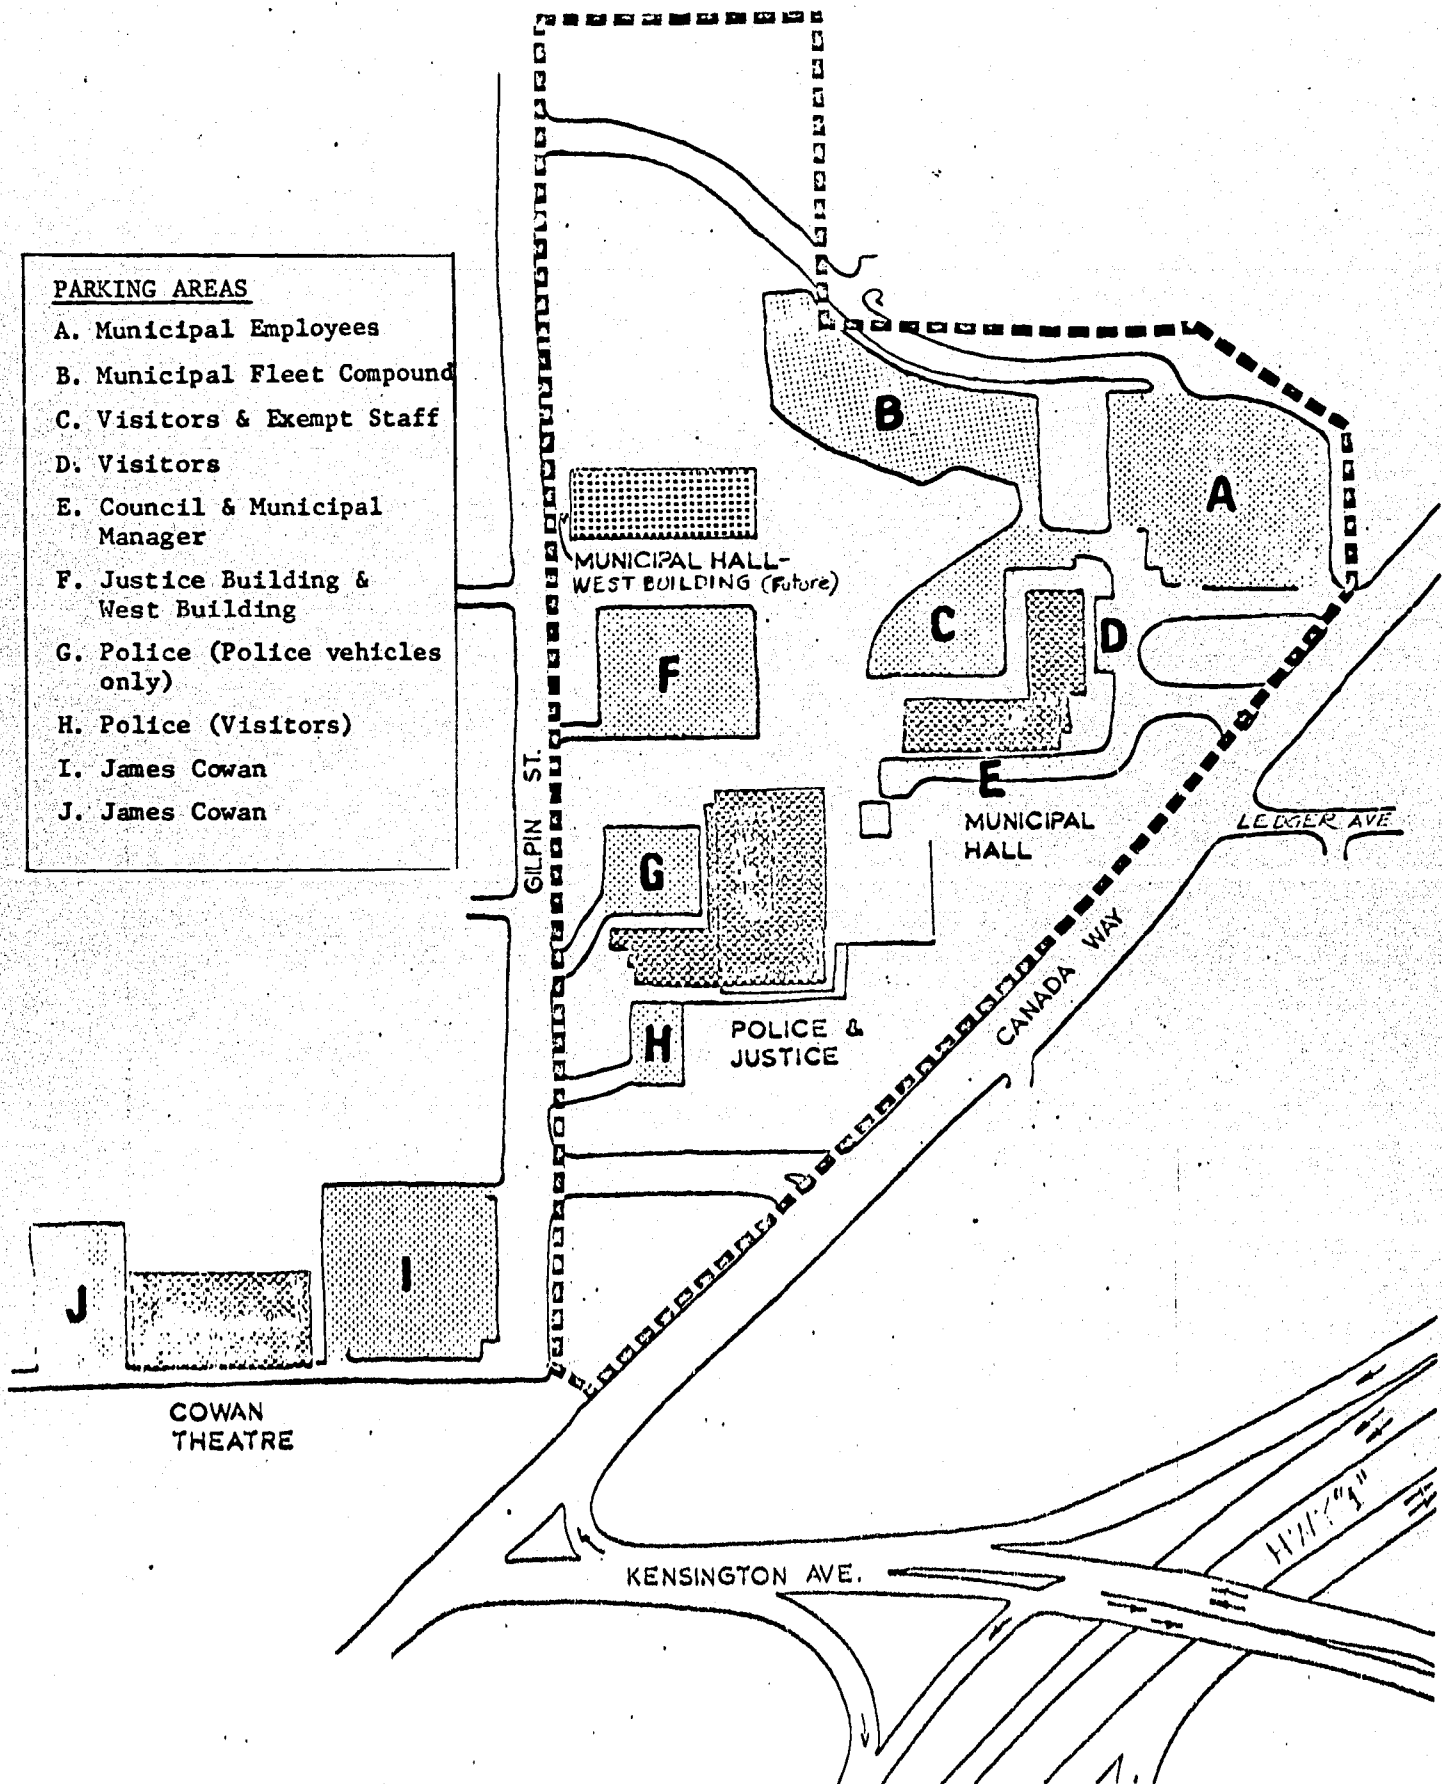 PARKING AREAS
A. Municipal Employees
B. Municipal Fleet Compound
C. Visitors & Exempt Staff
D. Visitors
E. Council & Municipal
Manager
F. Justice Building &
West Building
G. Police (Police vehicles
only)
H. Police (Visitors)
I. James Cowan
J. James Cowan
B
A
MUNICIPAL HALL-
WEST BUILDING (Future)
C
D
F
E
GILPIN ST.
MUNICIPAL
HALL
LEDGER AVE
G
CANADA WAY
H
POLICE &
JUSTICE
I
J
COWAN
THEATRE
HWY "1"
KENSINGTON AVE.